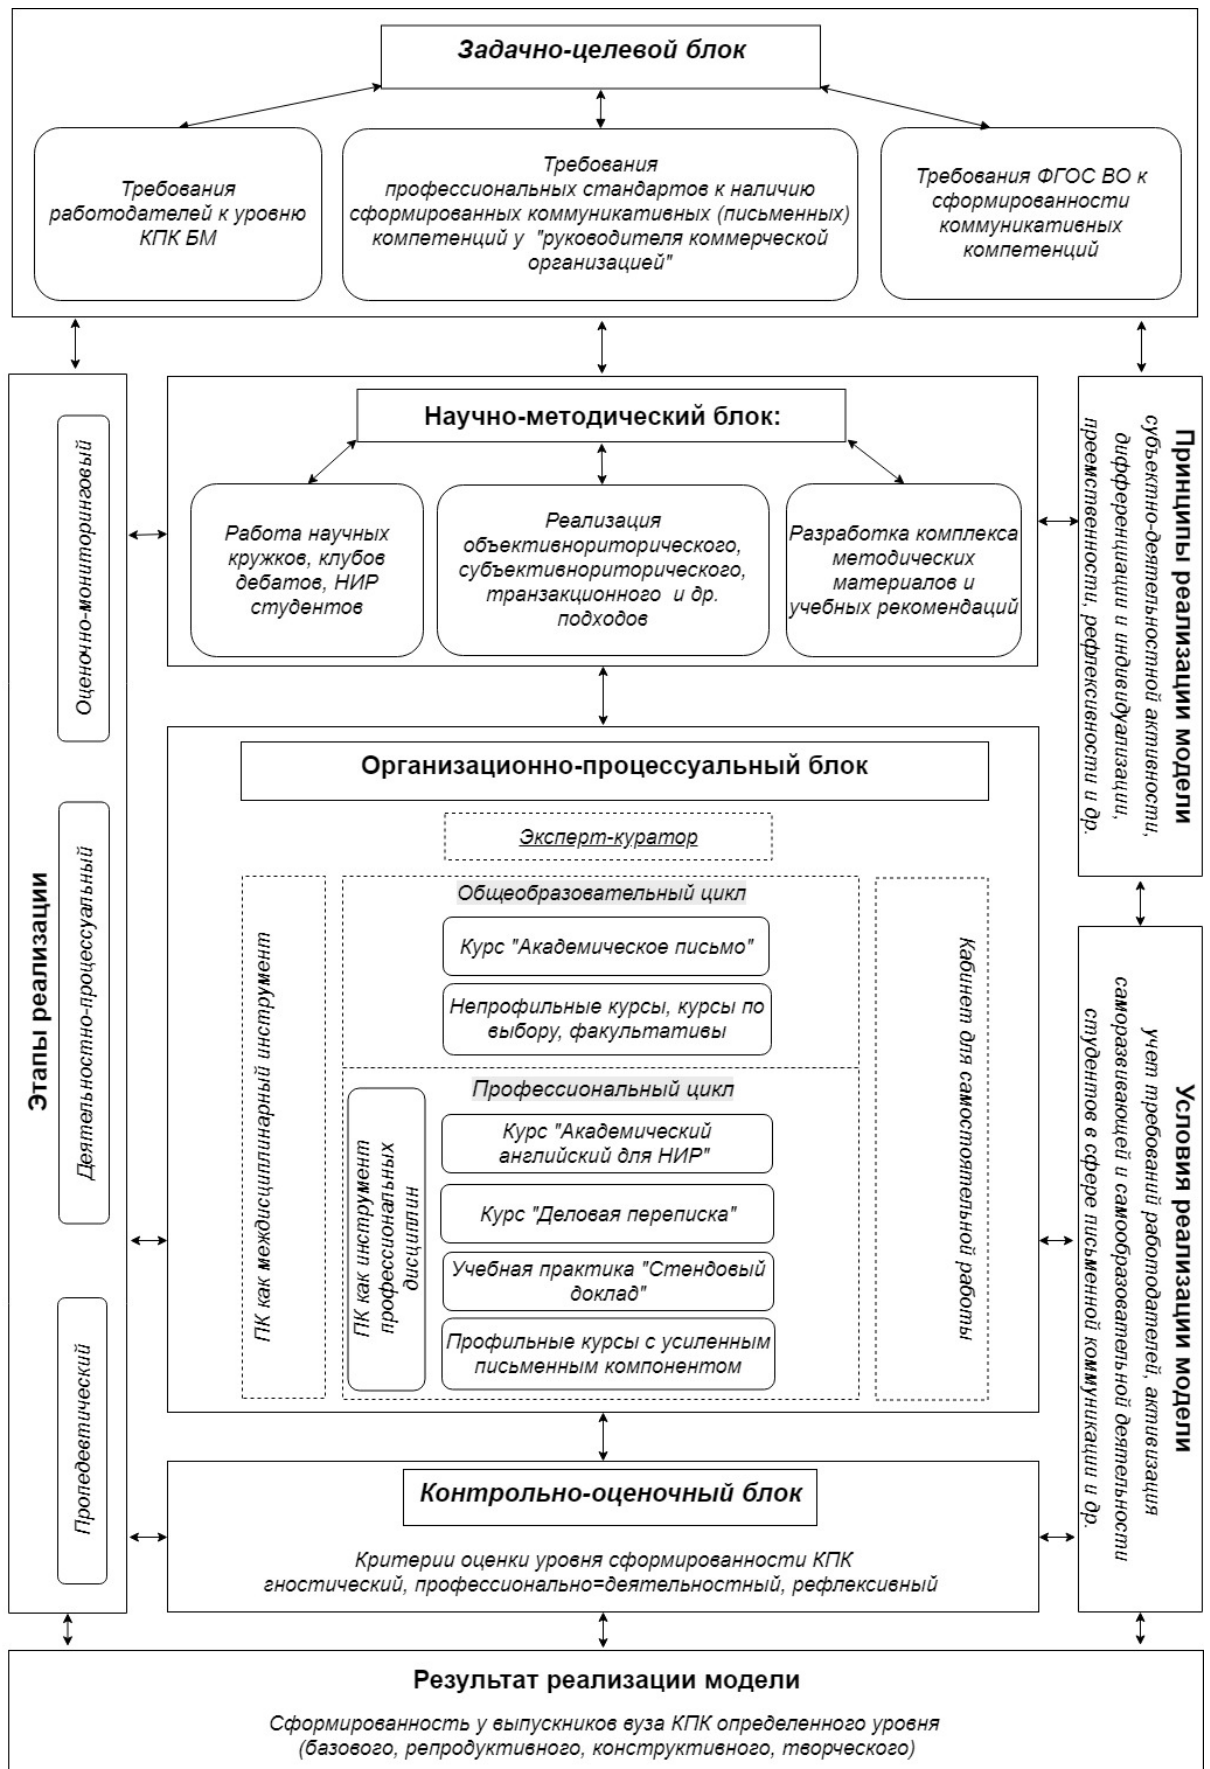 Задачно-целевой блок
Требования
работодателей к уровню
КПК БМ
Требования
профессиональных стандартов к наличию
сформированных коммуникативных (письменных)
компетенций у "руководителя коммерческой
организацией"
Требования ФГОС ВО к
сформированности
коммуникативных
компетенций
Этапы реализации
Оценочно-мониторинговый
Деятельностно-процессуальный
Пропедевтический
Научно-методический блок:
Работа научных
кружков, клубов
дебатов, НИР
студентов
Реализация
объективнориторического,
субъективнориторического,
транзакционного и др.
подходов
Разработка комплекса
методических
материалов и
учебных рекомендаций
Принципы реализации модели
субъектно-деятельностной активности,
дифференциации и индивидуализации,
преемственности, рефлексивности и др.
Организационно-процессуальный блок
Эксперт-куратор
ПК как междисциплинарный инструмент
Общеобразовательный цикл
Курс "Академическое письмо"
Непрофильные курсы, курсы по
выбору, факультативы
Профессиональный цикл
ПК как инструмент
профессиональных
дисциплин
Курс "Академический
английский для НИР"
Курс "Деловая переписка"
Учебная практика "Стендовый
доклад"
Профильные курсы с усиленным
письменным компонентом
Кабинет для самостоятельной работы
Условия реализации модели
учет требований работодателей, активизация
саморазвивающей и самообразовательной деятельности
студентов в сфере письменной коммуникации и др.
Контрольно-оценочный блок
Критерии оценки уровня сформированности КПК
гностический, профессионально=деятельностный, рефлексивный
Результат реализации модели
Сформированность у выпускников вуза КПК определенного уровня
(базового, репродуктивного, конструктивного, творческого)